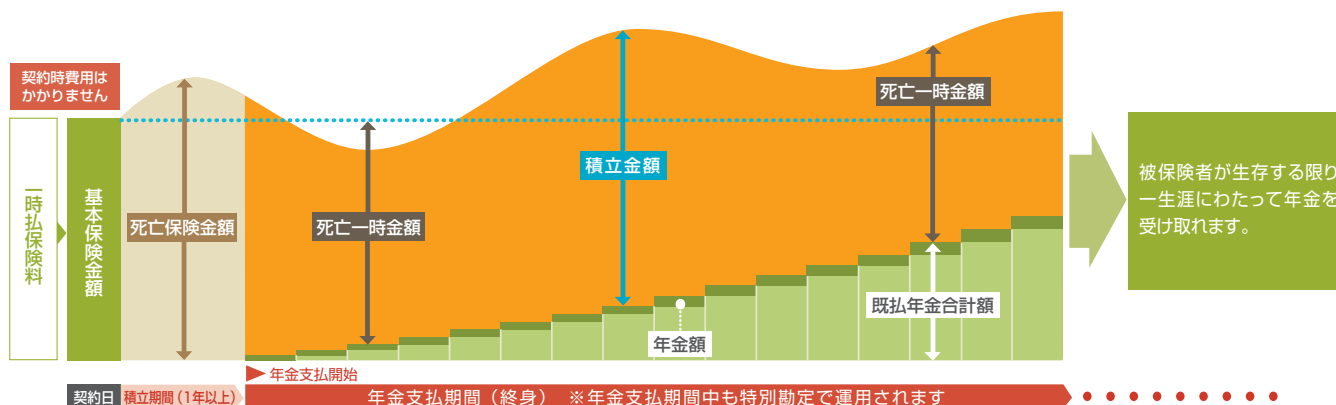 契約時費用は
かかりません
一時払保険料
基本保険金額
死亡保険金額
死亡一時金額
積立金額
死亡一時金額
年金額
既払年金合計額
被保険者が生存する限り
一生涯にわたって年金を
受け取れます。
年金支払開始
契約日
積立期間（1年以上）
年金支払期間（終身） ※年金支払期間中も特別勘定で運用されます